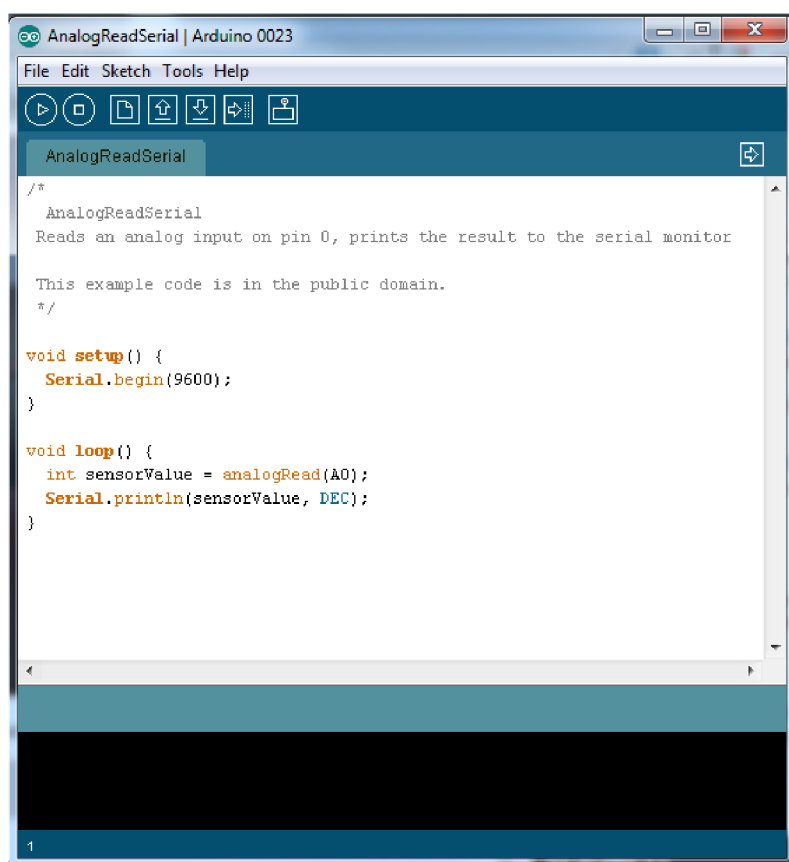 AnalogReadSerial | Arduino 0023
File Edit Sketch Tools Help
AnalogReadSerial
/*
  AnalogReadSerial
 Reads an analog input on pin 0, prints the result to the serial monitor

 This example code is in the public domain.
 */

void setup() {
  Serial.begin(9600);
}

void loop() {
  int sensorValue = analogRead(A0);
  Serial.println(sensorValue, DEC);
}
1